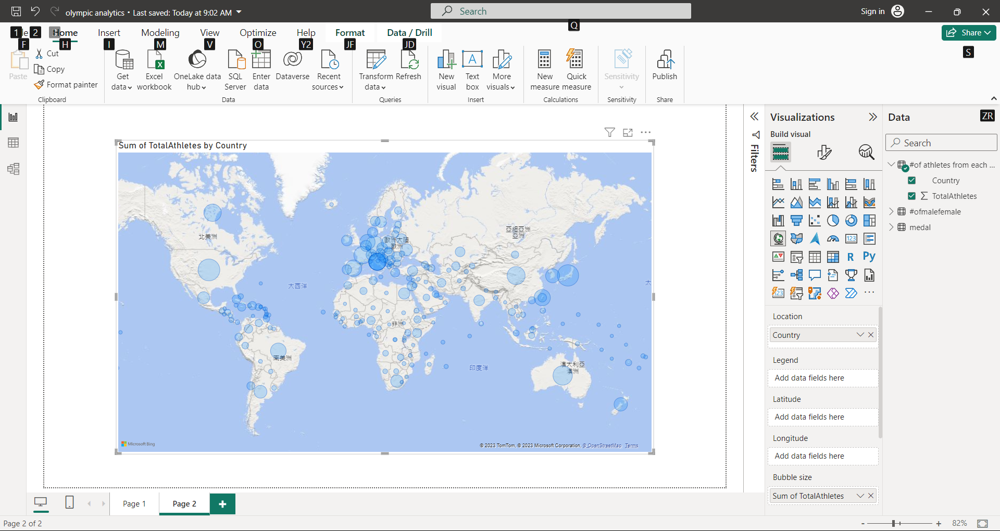 olympic analytics • Last saved: Today at 9:02 AM
Search
Sign in
1 le 2 Home Insert Modeling View Optimize Help Format Data / Drill
Q
Share
F H I M V O Y2 JF JD
S
Paste
Cut
Copy
Format painter
Clipboard
Get data
Excel workbook
OneLake data hub
SQL Server
Enter data
Dataverse
Recent sources
Data
Transform data
Refresh
Queries
New visual
Text box
More visuals
Insert
New measure
Quick measure
Calculations
Sensitivity
Sensitivity
Publish
Share
Sum of TotalAthletes by Country
北美洲
大西洋
南美洲
歐洲大陸
歐洲
亞細亞洲
亞洲
非洲
印度洋
澳大利亞
澳洲
太
Microsoft Bing
© 2023 TomTom, © 2023 Microsoft Corporation, © OpenStreetMap Terms
Filters
Visualizations
Build visual
123
R
Py
123
Location
Country
Legend
Add data fields here
Latitude
Add data fields here
Longitude
Add data fields here
Bubble size
Sum of TotalAthletes
Data
ZR
Search
#of athletes from each ...
Country
TotalAthletes
#ofmalefemale
medal
Page 1
Page 2
Page 2 of 2
82%